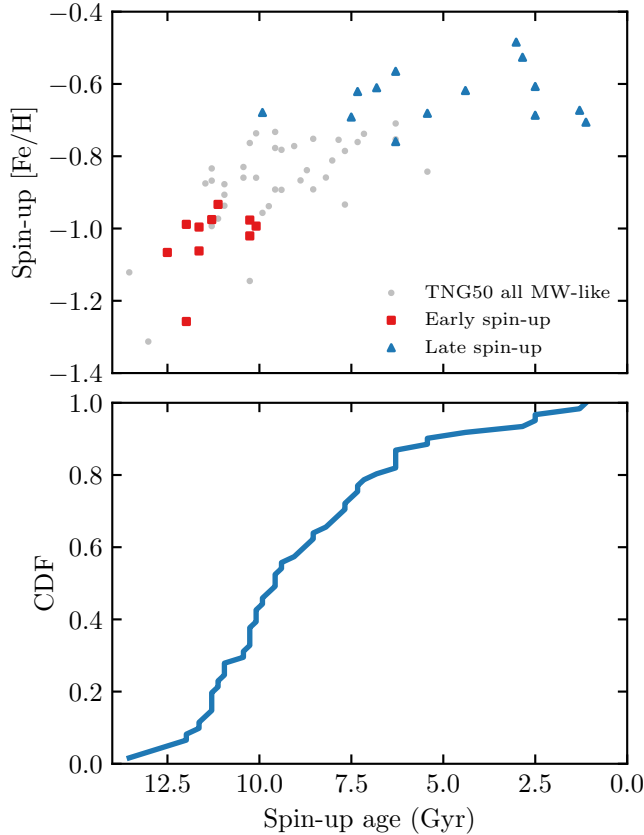 −0.4
−0.6
−0.8
−1.0
−1.2
−1.4
Spin-up [Fe/H]
TNG50 all MW-like
Early spin-up
Late spin-up
1.0
0.8
0.6
0.4
0.2
0.0
CDF
12.5 10.0 7.5 5.0 2.5 0.0
Spin-up age (Gyr)